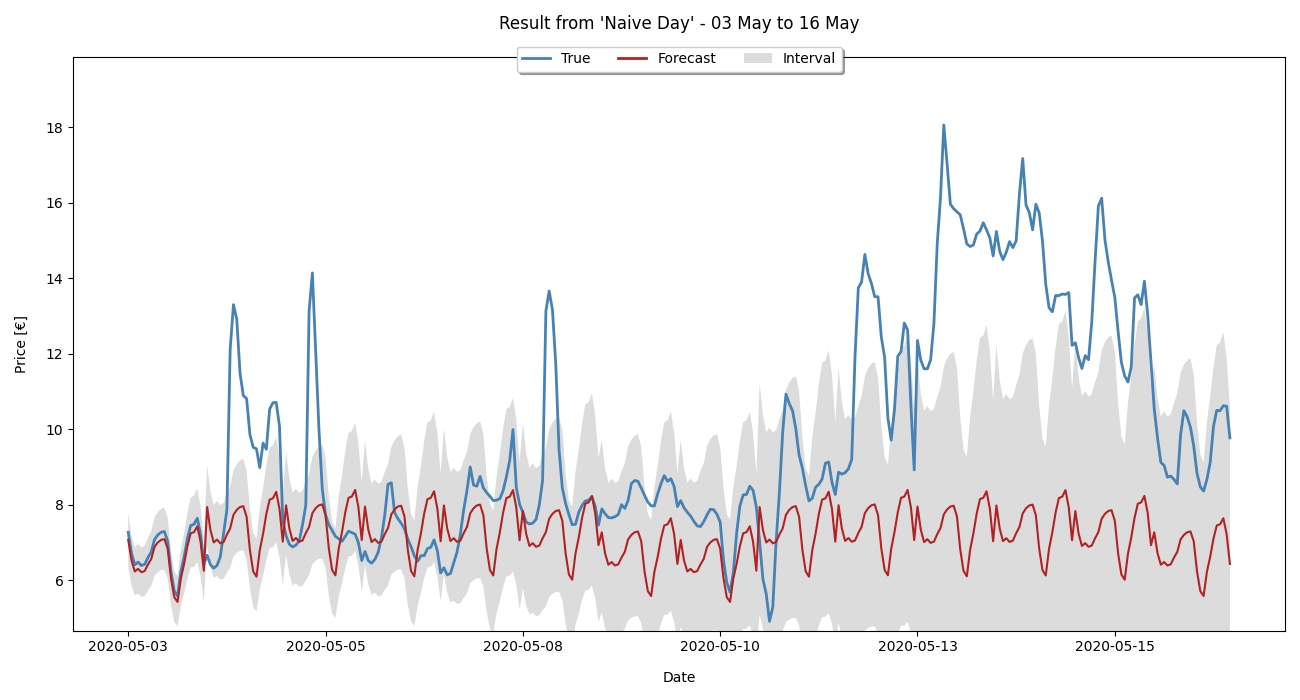 Result from 'Naive Day' - 03 May to 16 May
True Forecast Interval
18
16
14
12
10
8
6
Price [€]
2020-05-03 2020-05-05 2020-05-08 2020-05-10 2020-05-13 2020-05-15
Date